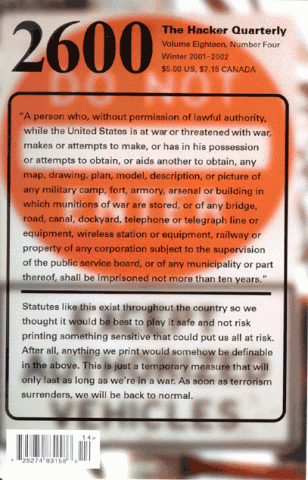 2600
The Hacker Quarterly
Volume Eighteen, Number Four
Winter 2001-2002
$5.00 US, $7.15 CANADA
"A person who, without permission of lawful authority,
while the United States is at war or threatened with war,
makes or attempts to make, or has in his possession
or attempts to obtain, or aids another to obtain, any
map, drawing, plan, model, description, or picture of
any military camp, fort, armory, arsenal or building in
which munitions of war are stored, or of any bridge,
road, canal, dockyard, telephone or telegraph line or
equipment, wireless station or equipment, railway or
property of any corporation subject to the supervision
of the public service board, or of any municipality or part
thereof, shall be imprisoned not more than ten years."
Statutes like this exist throughout the country so we
thought it would be best to play it safe and not risk
printing something sensitive that could put us all at risk.
After all, anything we print would somehow be definable
in the above. This is just a temporary measure that will
only last as long as we're in a war. As soon as terrorism
surrenders, we will be back to normal.
14>